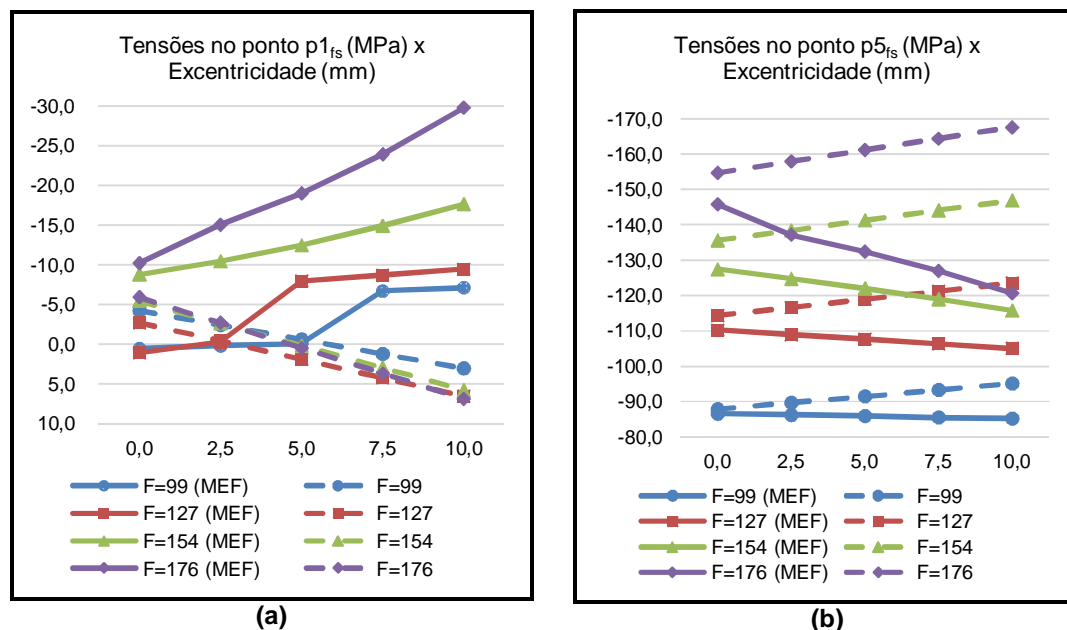 Tensões no ponto p1fs (MPa) x
Excentricidade (mm)
-30,0
-25,0
-20,0
-15,0
-10,0
-5,0
0,0
5,0
10,0
0,0 2,5 5,0 7,5 10,0
F=99 (MEF) F=99
F=127 (MEF) F=127
F=154 (MEF) F=154
F=176 (MEF) F=176
(a)
Tensões no ponto p5fs (MPa) x
Excentricidade (mm)
-170,0
-160,0
-150,0
-140,0
-130,0
-120,0
-110,0
-100,0
-90,0
-80,0
0,0 2,5 5,0 7,5 10,0
F=99 (MEF) F=99
F=127 (MEF) F=127
F=154 (MEF) F=154
F=176 (MEF) F=176
(b)